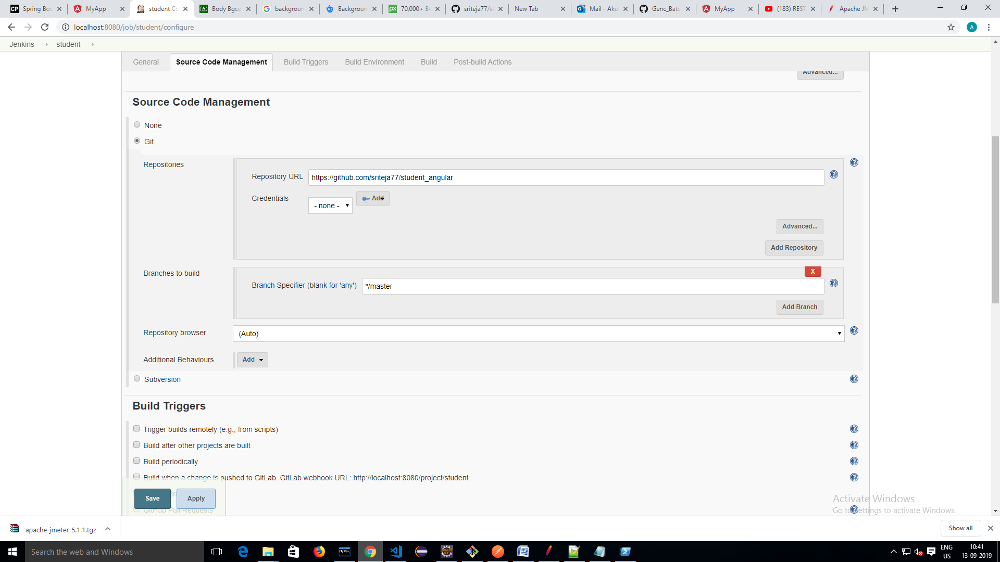 Spring Boo
MyApp
student Co
Body Bgco
backgroun
Backgroun
70,000+ Be
sriteja77/st
New Tab
Mail - Aku
Genc_Batc
MyApp
(183) REST
Apache JM
localhost:8080/job/student/configure
A
Jenkins
student
General
Source Code Management
Build Triggers
Build Environment
Build
Post-build Actions
Advanced...
Source Code Management
None
Git
Repositories
Repository URL
https://github.com/sriteja77/student_angular
Credentials
- none -
Add
Advanced...
Add Repository
Branches to build
X
Branch Specifier (blank for 'any')
*/master
Add Branch
Repository browser
(Auto)
Additional Behaviours
Add
Subversion
Build Triggers
Trigger builds remotely (e.g., from scripts)
Build after other projects are built
Build periodically
Build when a change is pushed to GitLab. GitLab webhook URL: http://localhost:8080/project/student
Save
Apply
GitHub Pull Requests
Activate Windows
Go to Settings to activate Windows.
apache-jmeter-5.1.1.tgz
Show all
Search the web and Windows
ENG
US
10:41
13-09-2019